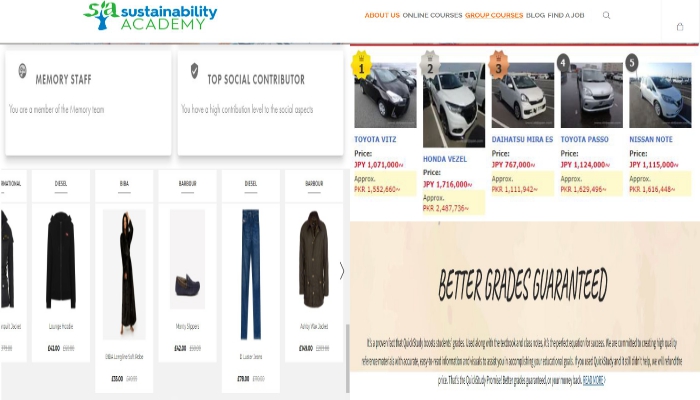 sa sustainability
ACADEMY
ABOUT US ONLINE COURSES GROUP COURSES BLOG FIND A JOB
MEMORY STAFF
You are a member of the Memory team
TOP SOCIAL CONTRIBUTOR
You have a high contribution level to the social aspects
1
2
3
4
5
TOYOTA VITZ
Price:
JPY 1,071,000~
Approx.
PKR 1,552,660~
HONDA VEZEL
Price:
JPY 1,716,000~
Approx.
PKR 2,487,736~
DAIHATSU MIRA ES
Price:
JPY 767,000~
Approx.
PKR 1,111,942~
TOYOTA PASSO
Price:
JPY 1,124,000~
Approx.
PKR 1,629,496~
NISSAN NOTE
Price:
JPY 1,115,000~
Approx.
PKR 1,616,448~
RNATIONAL
Jacket
DIESEL
Lounge Hoodie
£42.00
BIBA
BIBA Longline Soft Robe
£35.00
BARBOUR
Monty Slippers
£42.00
DIESEL
D Luster Jeans
£78.00
BARBOUR
Ashby Wax Jacket
£149.00
BETTER GRADES GUARANTEED
It's a proven fact that QuickStudy boosts students' grades. Used along with the textbook and class notes, it's the perfect equation for success. We are committed to creating high quality
reference materials with accurate, easy-to-read information and visuals to assist you in accomplishing your educational goals. If you used QuickStudy and it still didn't help, we will refund the
price. That's the QuickStudy Promise! Better grades guaranteed, or your money back. READ MORE